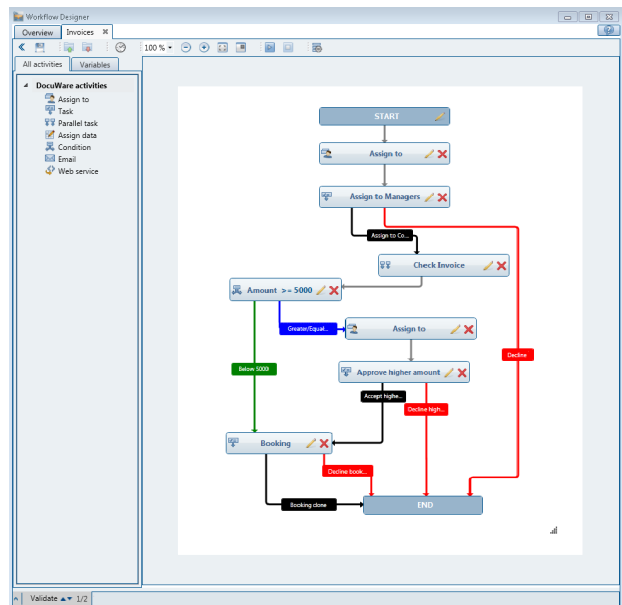 Workflow Designer
Overview
Invoices
100 %
All activities
Variables
DocuWare activities
Assign to
Task
Parallel task
Assign data
Condition
Email
Web service
START
Assign to
Assign to Managers
Assign to Co...
Check Invoice
Amount >= 5000
Greater/Equal...
Assign to
Decline
Below 5000
Approve higher amount
Accept highe...
Decline high...
Booking
Decline book...
Booking done
END
Validate
1/2